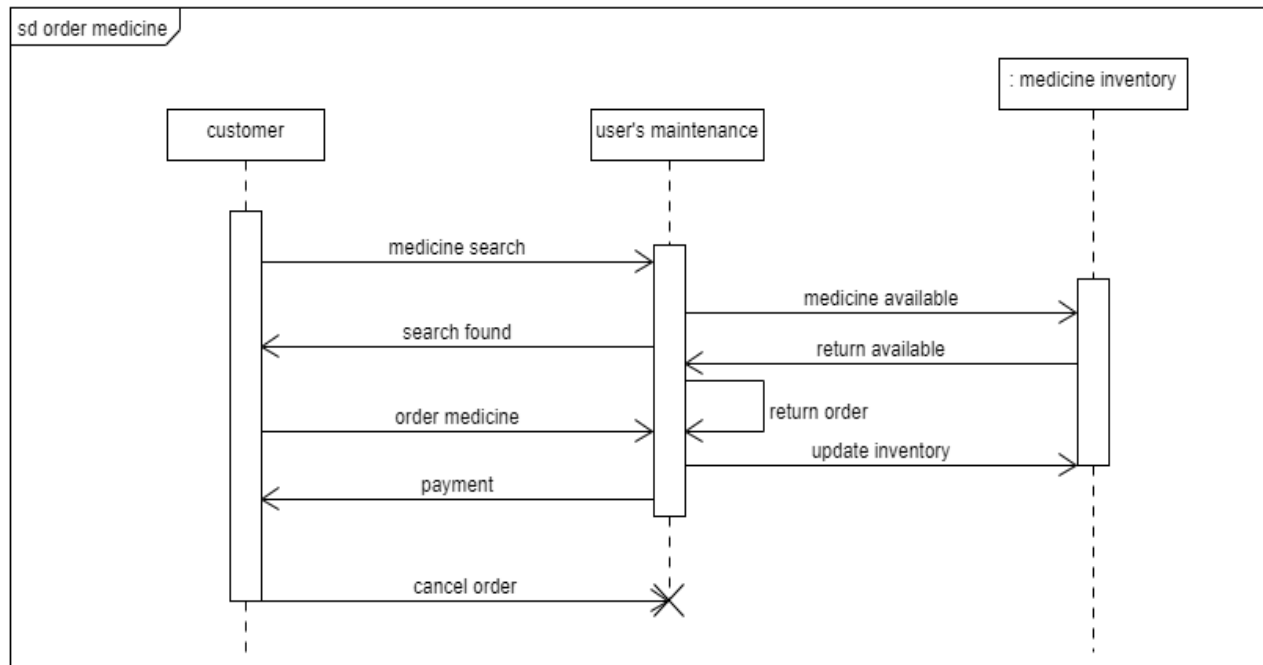 sd order medicine
: medicine inventory
customer
user's maintenance
medicine search
medicine available
search found
return available
order medicine
return order
update inventory
payment
cancel order